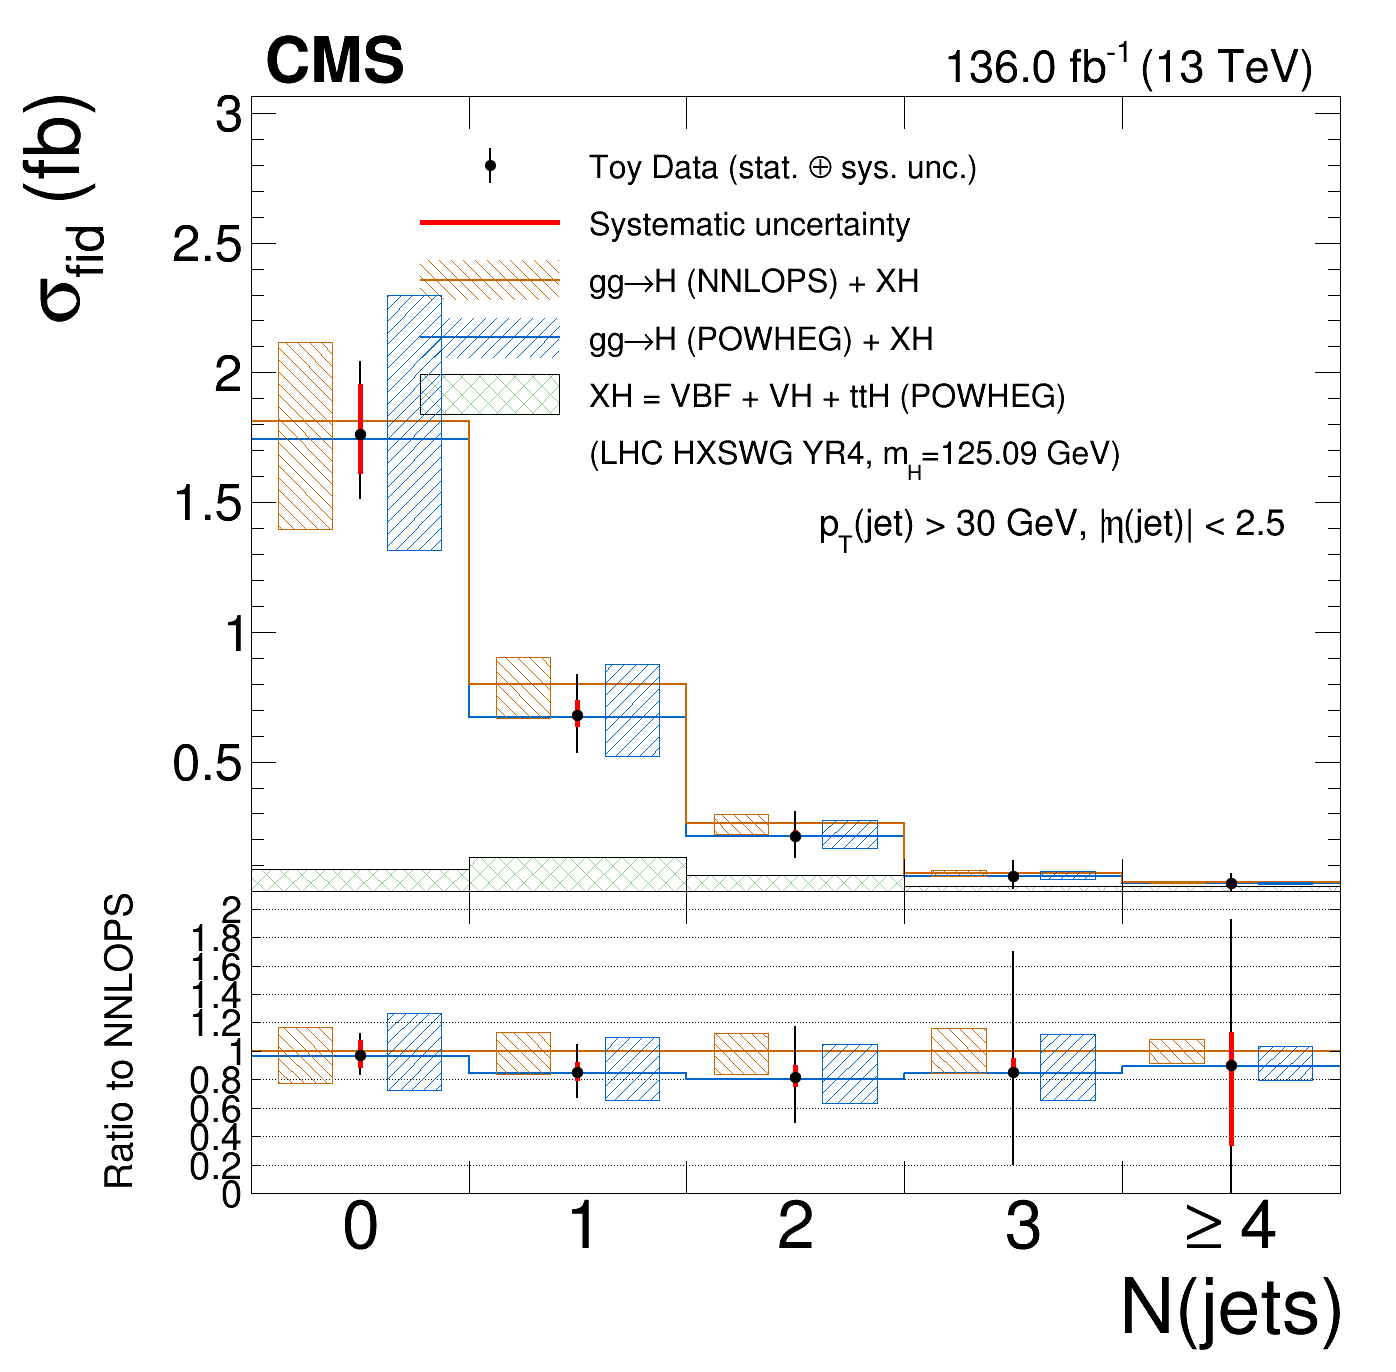 CMS
136.0 fb-1 (13 TeV)
σfid (fb)
3
2.5
2
1.5
1
0.5
Toy Data (stat. ⊕ sys. unc.)
Systematic uncertainty
gg→H (NNLOPS) + XH
gg→H (POWHEG) + XH
XH = VBF + VH + ttH (POWHEG)
(LHC HXSWG YR4, mH=125.09 GeV)
pT(jet) > 30 GeV, |η(jet)| < 2.5
Ratio to NNLOPS
2
1.8
1.6
1.4
1.2
1
0.8
0.6
0.4
0.2
0
0 1 2 3 ≥ 4
N(jets)